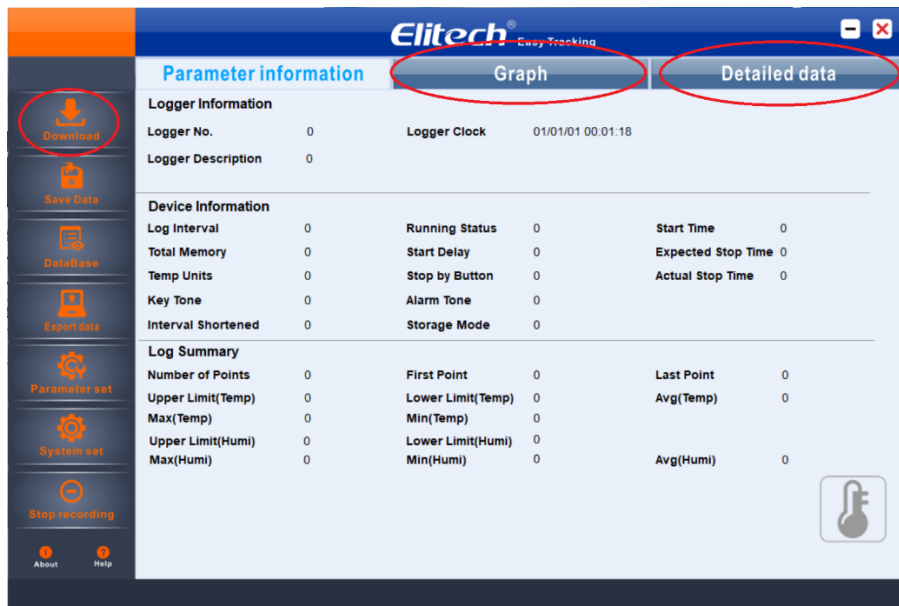 Elitech® Easy Tracking
Parameter information Graph Detailed data
Download
Save Data
DataBase
Export data
Parameter set
System set
Stop recording
About Help
Logger Information
Logger No. 0 Logger Clock 01/01/01 00:01:18
Logger Description 0
Device Information
Log Interval 0 Running Status 0 Start Time 0
Total Memory 0 Start Delay 0 Expected Stop Time 0
Temp Units 0 Stop by Button 0 Actual Stop Time 0
Key Tone 0 Alarm Tone 0
Interval Shortened 0 Storage Mode 0
Log Summary
Number of Points 0 First Point 0 Last Point 0
Upper Limit(Temp) 0 Lower Limit(Temp) 0 Avg(Temp) 0
Max(Temp) 0 Min(Temp) 0
Upper Limit(Humi) 0 Lower Limit(Humi) 0
Max(Humi) 0 Min(Humi) 0 Avg(Humi) 0